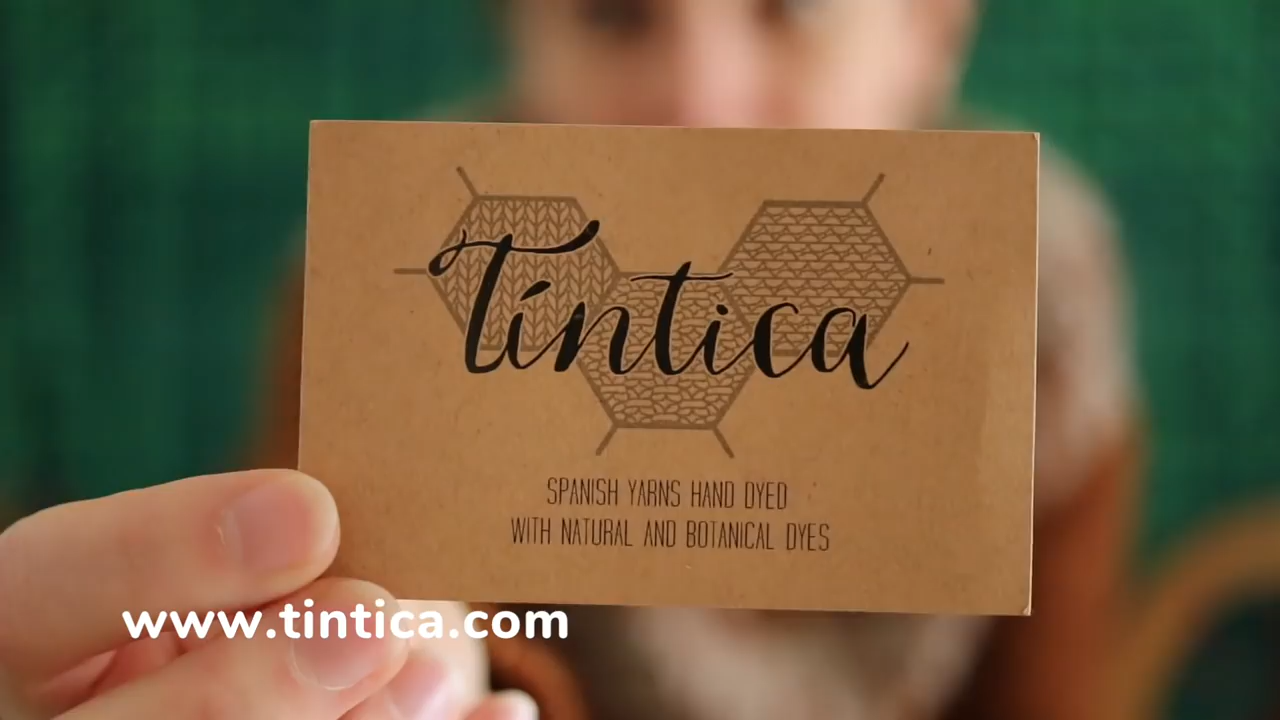 Tíntica
SPANISH YARNS HAND DYED
WITH NATURAL AND BOTANICAL DYES
www.tintica.com